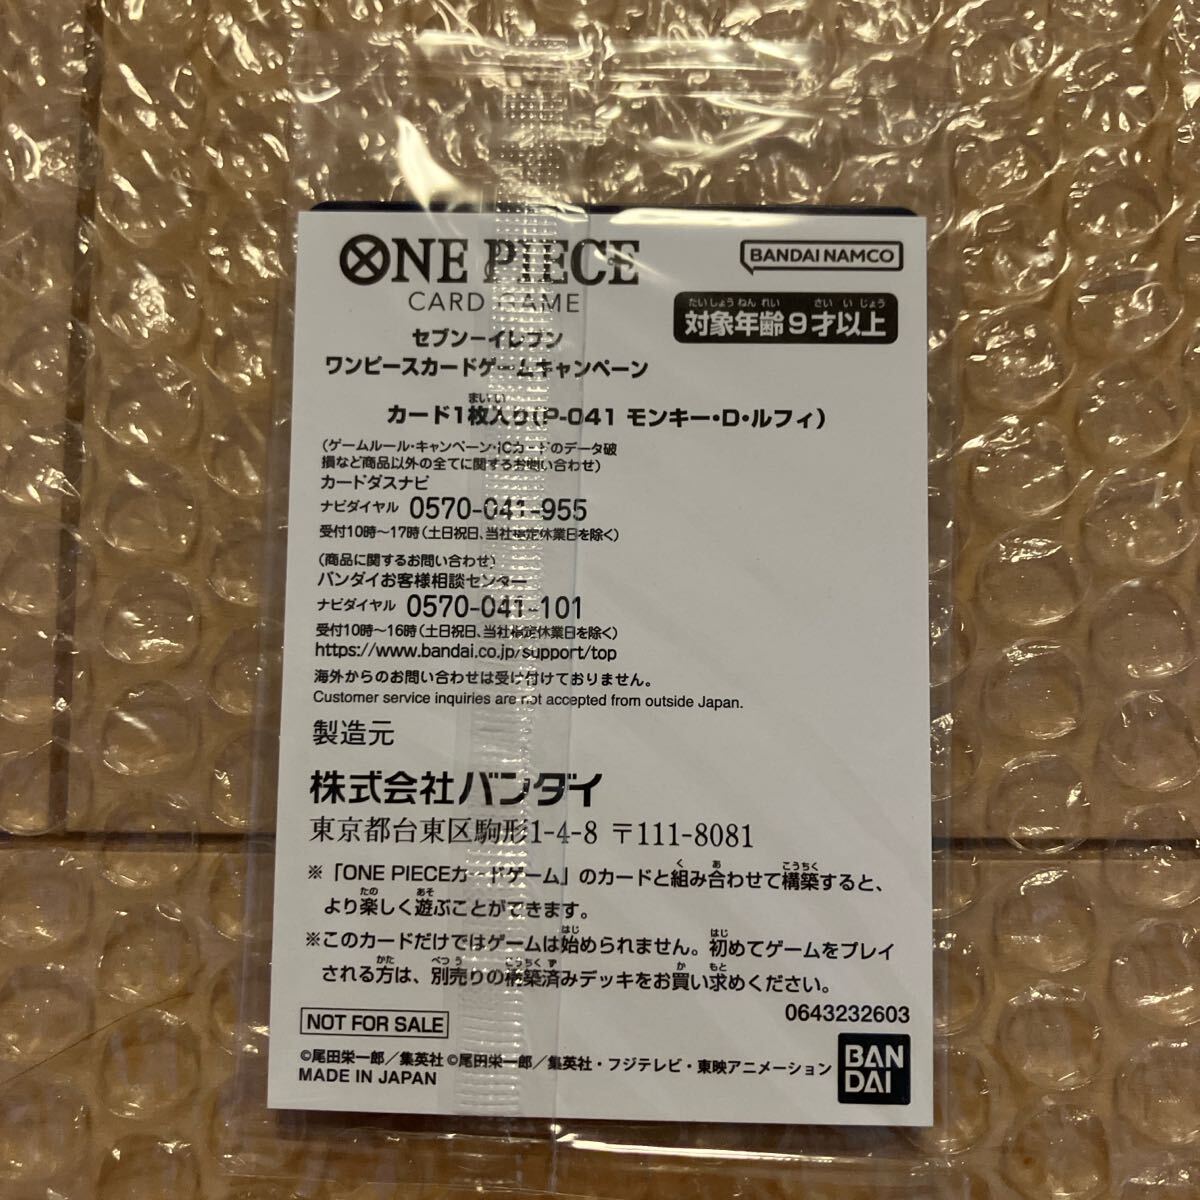 ONE PIECE
CARD GAME
BANDAI NAMCO
たいしょうねんれい さいいじょう
対象年齢9才以上
セブン－イレブン
ワンピースカードゲームキャンペーン
まいい
カード1枚入り(P-041 モンキー・D・ルフィ)
(ゲームルール・キャンペーン・ICカードのデータ破
損など商品以外の全てに関するお問い合わせ)
カードダスナビ
ナビダイヤル 0570-041-955
受付10時～17時(土日祝日、当社指定休業日を除く)
(商品に関するお問い合わせ)
バンダイお客様相談センター
ナビダイヤル 0570-041-101
受付10時～16時(土日祝日、当社指定休業日を除く)
https://www.bandai.co.jp/support/top
海外からのお問い合わせは受け付けておりません。
Customer service inquiries are not accepted from outside Japan.
製造元
株式会社バンダイ
東京都台東区駒形1-4-8 〒111-8081
く あ こうちく
※「ONE PIECEカードゲーム」のカードと組み合わせて構築すると、
たの あそ
より楽しく遊ぶことができます。
はじ はじ
※このカードだけではゲームは始められません。初めてゲームをプレイ
かた べつう こうちくず か もと
される方は、別売りの構築済みデッキをお買い求めください。
0643232603
NOT FOR SALE
©尾田栄一郎／集英社 ©尾田栄一郎／集英社・フジテレビ・東映アニメーション
MADE IN JAPAN
BAN
DAI